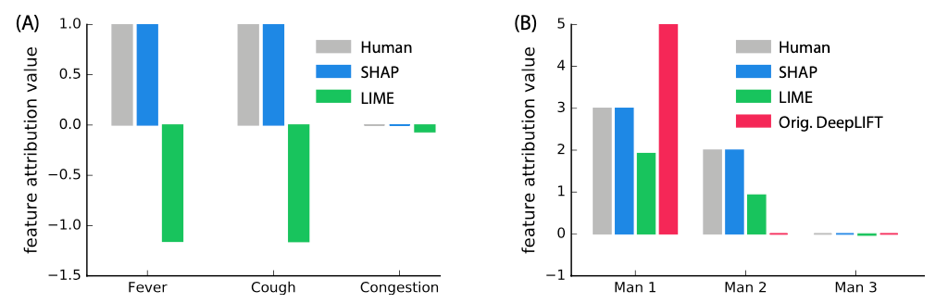 (A)
feature attribution value
1.0
0.5
0.0
−0.5
−1.0
−1.5
Human
SHAP
LIME
Fever
Cough
Congestion
(B)
feature attribution value
5
4
3
2
1
0
−1
Human
SHAP
LIME
Orig. DeepLIFT
Man 1
Man 2
Man 3